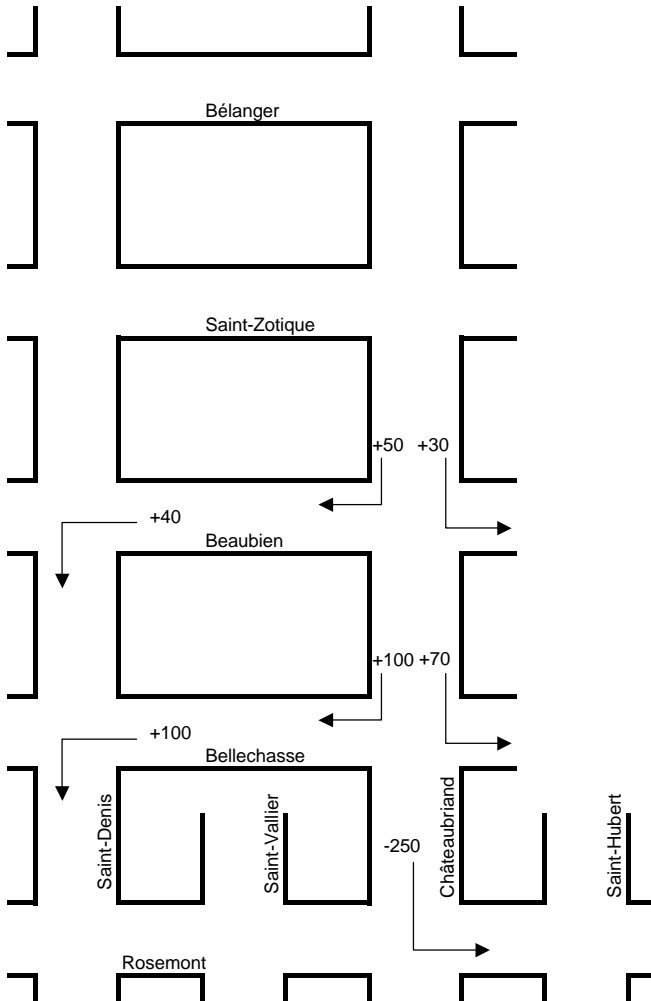 Bélanger
Saint-Zotique
+50 +30
+40
Beaubien
+100 +70
+100
Bellechasse
Saint-Denis
Saint-Vallier
-250
Châteaubriand
Saint-Hubert
Rosemont